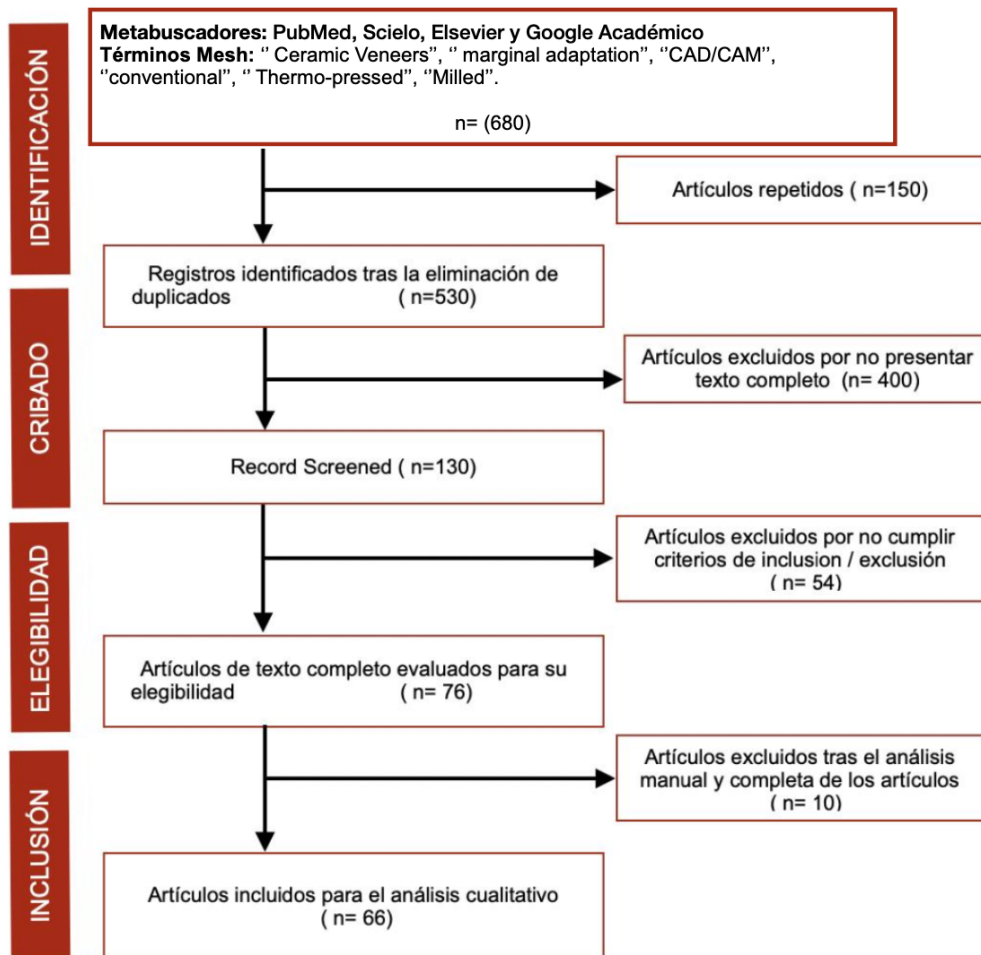 IDENTIFICACIÓN
Metabuscadores: PubMed, Scielo, Elsevier y Google Académico
Términos Mesh: ‘’ Ceramic Veneers’’, ‘’ marginal adaptation’’, ‘’CAD/CAM’’,
‘’conventional’’, ‘’ Thermo-pressed’’, ‘’Milled’’.
n= (680)
Artículos repetidos ( n=150)
Registros identificados tras la eliminación de
duplicados ( n=530)
CRIBADO
Artículos excluidos por no presentar
texto completo (n= 400)
Record Screened ( n=130)
ELEGIBILIDAD
Artículos excluidos por no cumplir
criterios de inclusion / exclusión
( n= 54)
Artículos de texto completo evaluados para su
elegibilidad ( n= 76)
INCLUSIÓN
Artículos excluidos tras el análisis
manual y completa de los artículos
( n= 10)
Artículos incluidos para el análisis cualitativo
( n= 66)